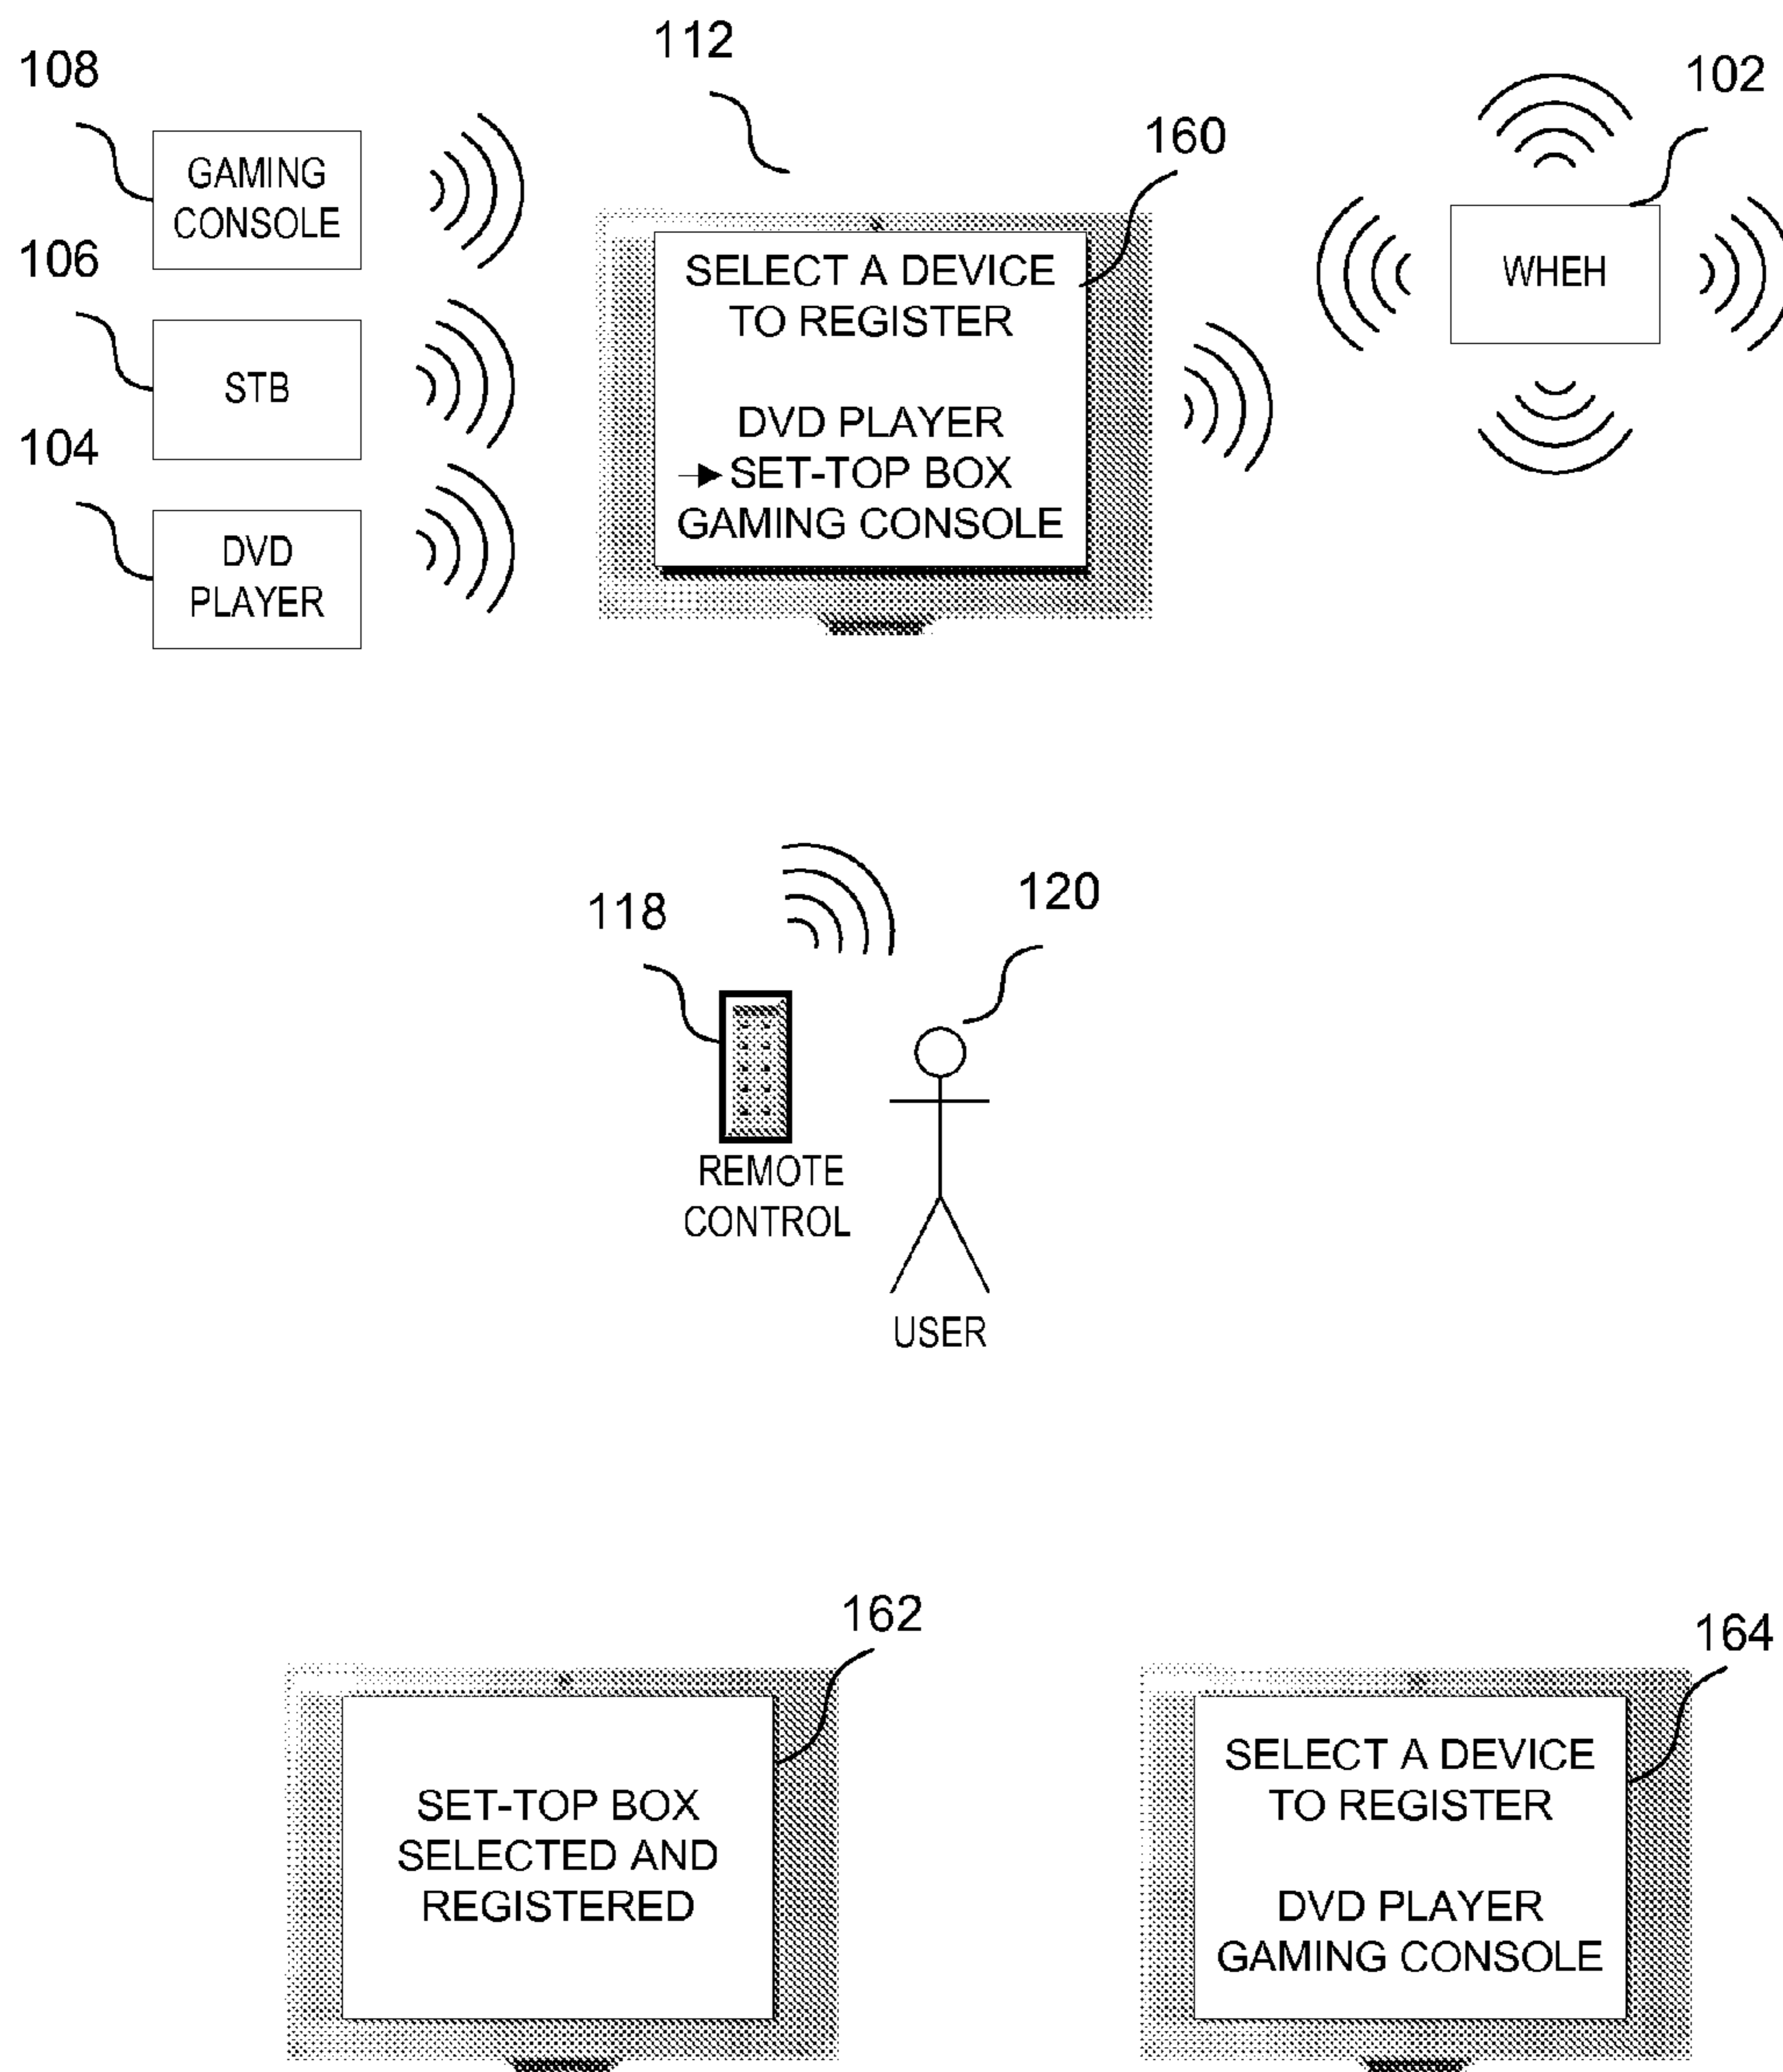 112
108
102
160
GAMING
CONSOLE
106
WHEH
SELECT A DEVICE
TO REGISTER
STB
DVD PLAYER
SET-TOP BOX
GAMING CONSOLE
104
DVD
PLAYER
118
120
REMOTE
CONTROL
USER
162
164
SET-TOP BOX
SELECTED AND
REGISTERED
SELECT A DEVICE
TO REGISTER
DVD PLAYER
GAMING CONSOLE